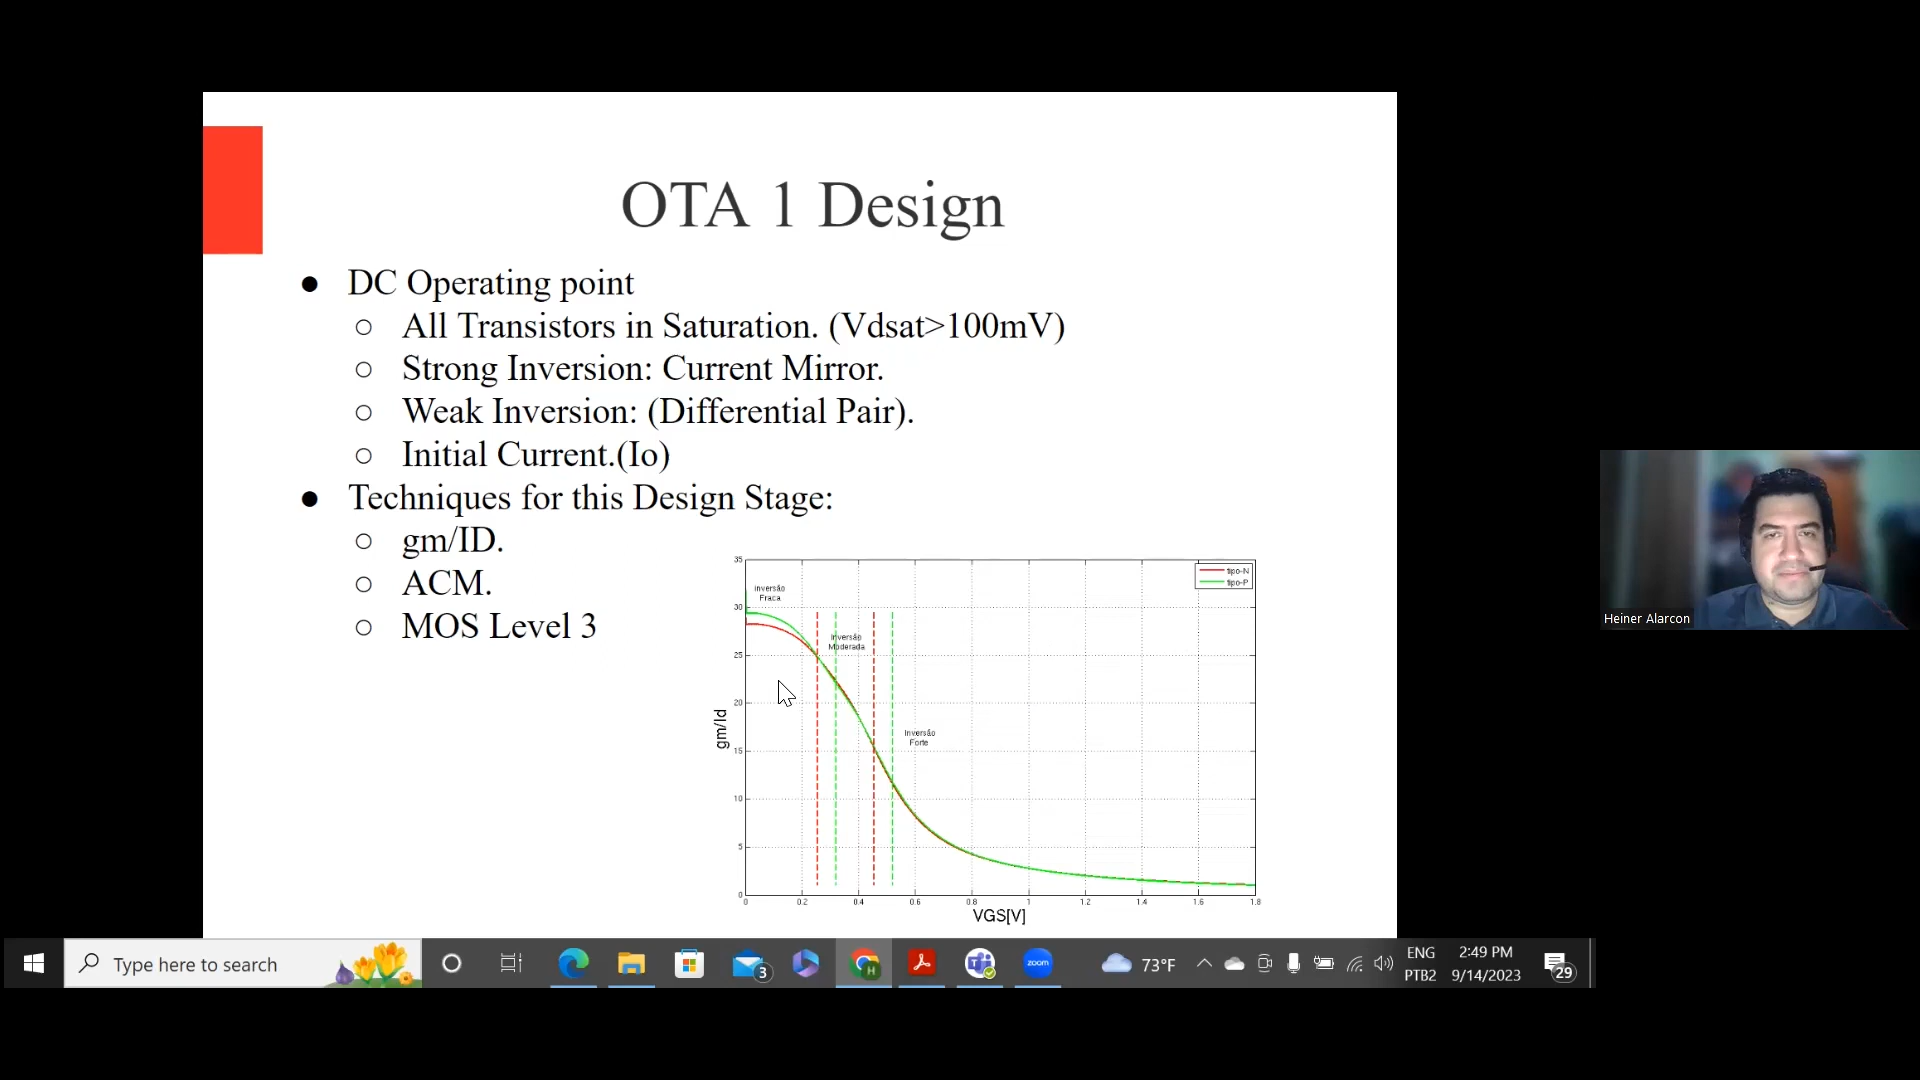 OTA 1 Design
● DC Operating point
○ All Transistors in Saturation. (Vdsat>100mV)
○ Strong Inversion: Current Mirror.
○ Weak Inversion: (Differential Pair).
○ Initial Current.(Io)
● Techniques for this Design Stage:
○ gm/ID.
○ ACM.
○ MOS Level 3
35
30
25
20
15
10
5
0
gm/Id
Inversão
Fraca
Inversão
Moderada
Inversão
Forte
tipo-N
tipo-P
0 0.2 0.4 0.6 0.8 1 1.2 1.4 1.6 1.8
VGS[V]
Heiner Alarcon
Type here to search
3
H
zoom
73°F
ENG
PTB2
2:49 PM
9/14/2023
29